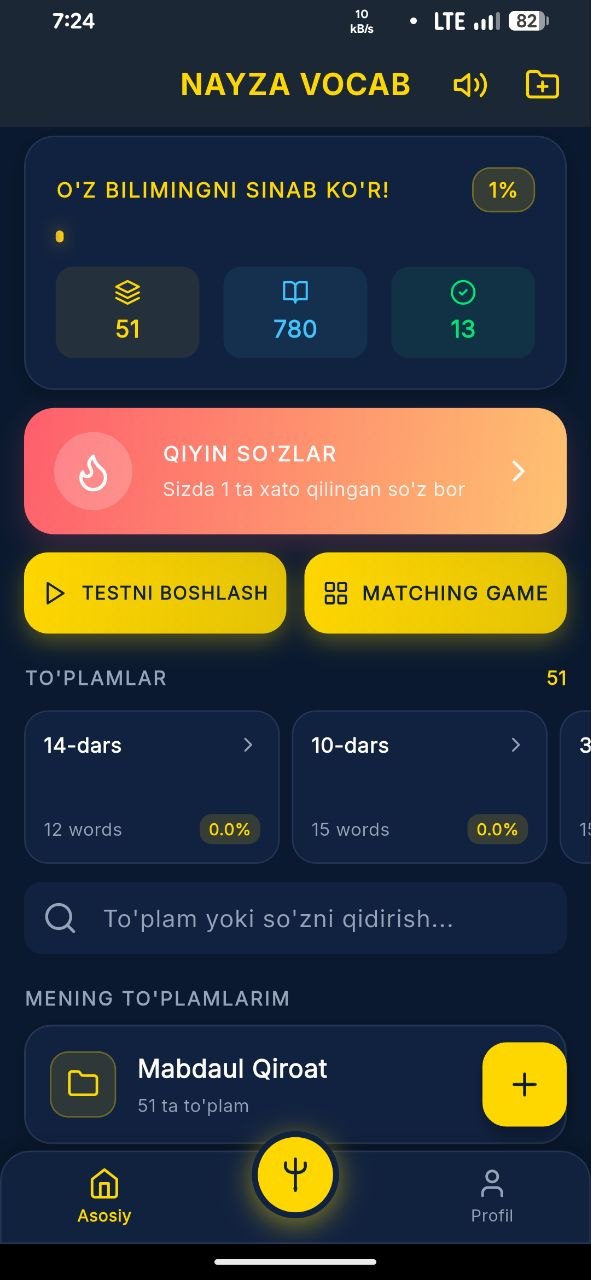 7:24
10
kB/s
LTE
82
NAYZA VOCAB
O'Z BILIMINGNI SINAB KO'R!
1%
51
780
13
QIYIN SO'ZLAR
Sizda 1 ta xato qilingan so'z bor
TESTNI BOSHLASH
MATCHING GAME
TO'PLAMLAR
51
14-dars
10-dars
3
12 words
0.0%
15 words
0.0%
15
To'plam yoki so'zni qidirish...
MENING TO'PLAMLARIM
Mabdaul Qiroat
51 ta to'plam
Asosiy
Profil